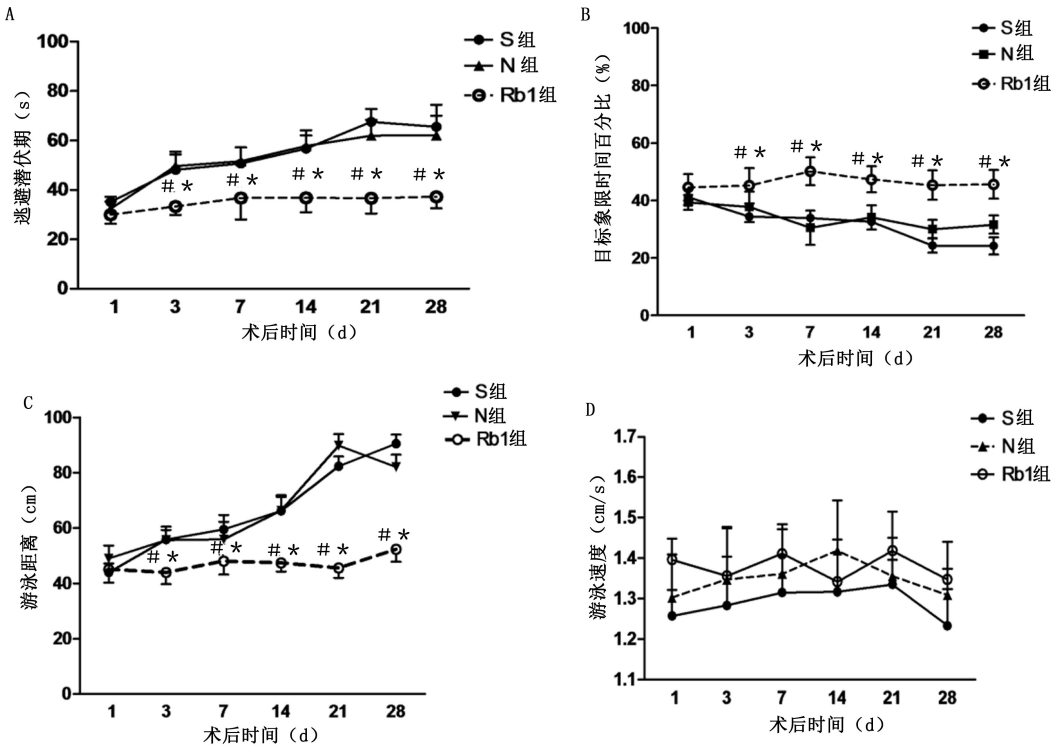 A
100
80
60
40
20
0
逃避潜伏期（s）
S组
N组
Rb1组
#* #* #* #* #*
1 3 7 14 21 28
术后时间（d）
B
100
80
60
40
20
0
目标象限时间百分比（%）
S组
N组
Rb1组
#* #* #* #* #*
1 3 7 14 21 28
术后时间（d）
C
100
80
60
40
20
0
游泳距离（cm）
S组
N组
Rb1组
#* #* #* #* #*
1 3 7 14 21 28
术后时间（d）
D
1.7
1.6
1.5
1.4
1.3
1.2
1.1
游泳速度（cm/s）
S组
N组
Rb1组
1 3 7 14 21 28
术后时间（d）